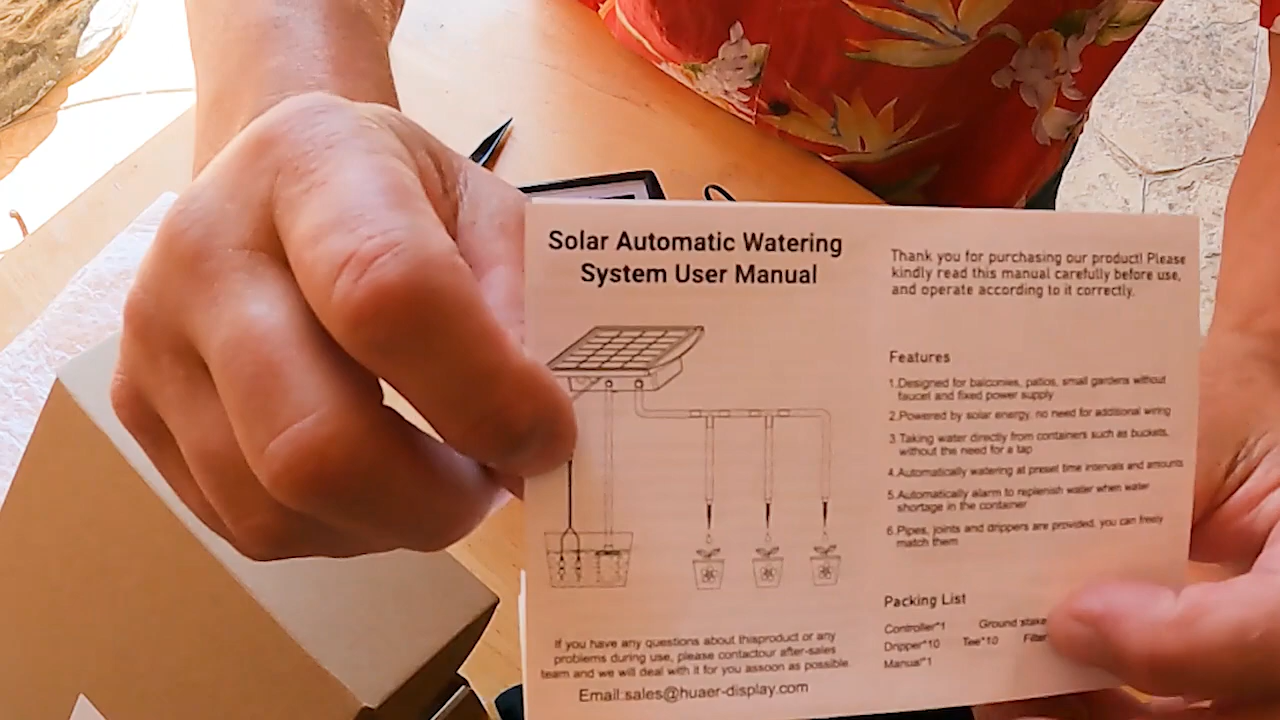 Solar Automatic Watering
System User Manual
If you have any questions about thisproduct or any
problems during use, please contactour after-sales
team and we will deal with it for you assoon as possible.
Email:sales@huaer-display.com
Thank you for purchasing our product! Please
kindly read this manual carefully before use,
and operate according to it correctly.
Features
1.Designed for balconies, patios, small gardens without
faucet and fixed power supply
2.Powered by solar energy, no need for additional wiring
3.Taking water directly from containers such as buckets,
without the need for a tap
4.Automatically watering at preset time intervals and amounts
5.Automatically alarm to replenish water when water
shortage in the container
6.Pipes, joints and drippers are provided, you can freely
match them
Packing List
Controller*1 Ground stake
Dripper*10 Tee*10 Filter
Manual*1